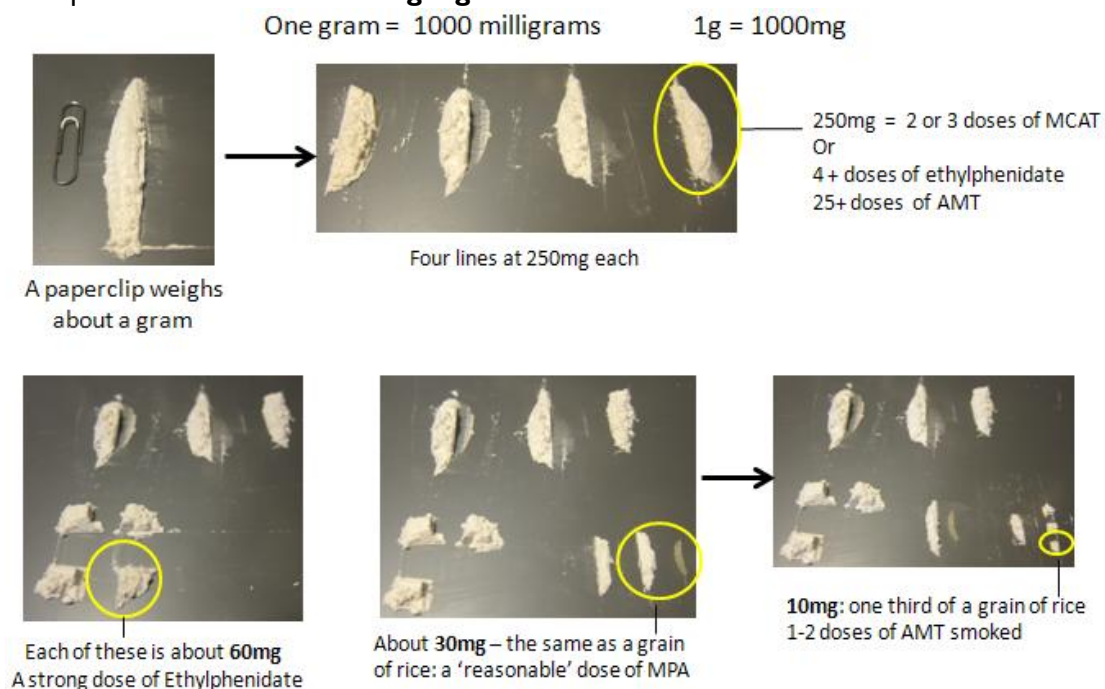 One gram = 1000 milligrams 1g = 1000mg
250mg = 2 or 3 doses of MCAT
Or
4+ doses of ethylphenidate
25+ doses of AMT
Four lines at 250mg each
A paperclip weighs
about a gram
Each of these is about 60mg
A strong dose of Ethylphenidate
About 30mg – the same as a grain
of rice: a ‘reasonable’ dose of MPA
10mg: one third of a grain of rice
1-2 doses of AMT smoked